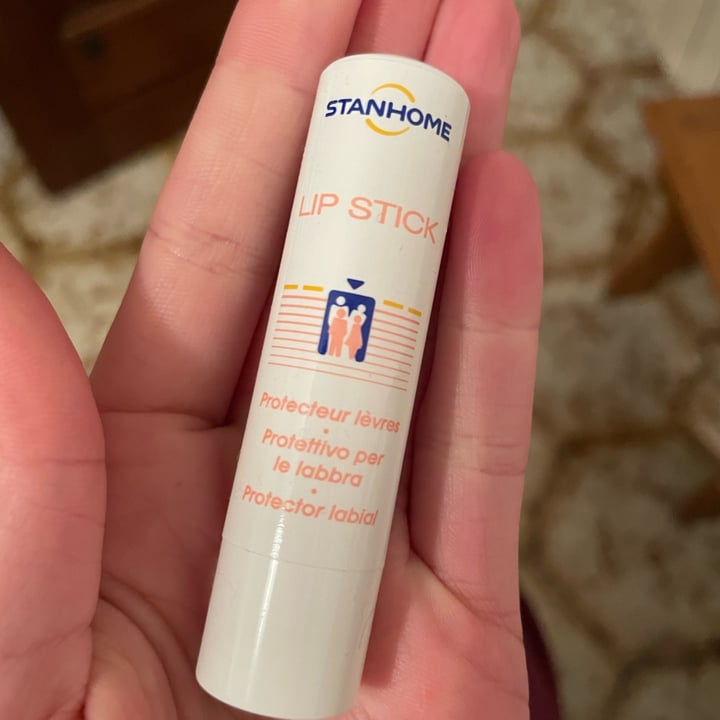 STANHOME
LIP STICK
Protecteur lèvres
•
Protettivo per
le labbra
•
Protector labial